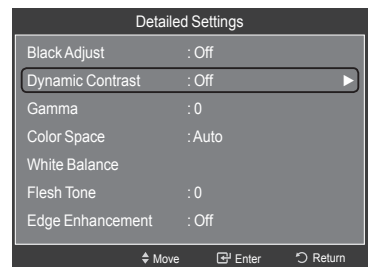 Detailed Settings
Black Adjust : Off
Dynamic Contrast : Off
Gamma : 0
Color Space : Auto
White Balance
Flesh Tone : 0
Edge Enhancement : Off
Move Enter Return